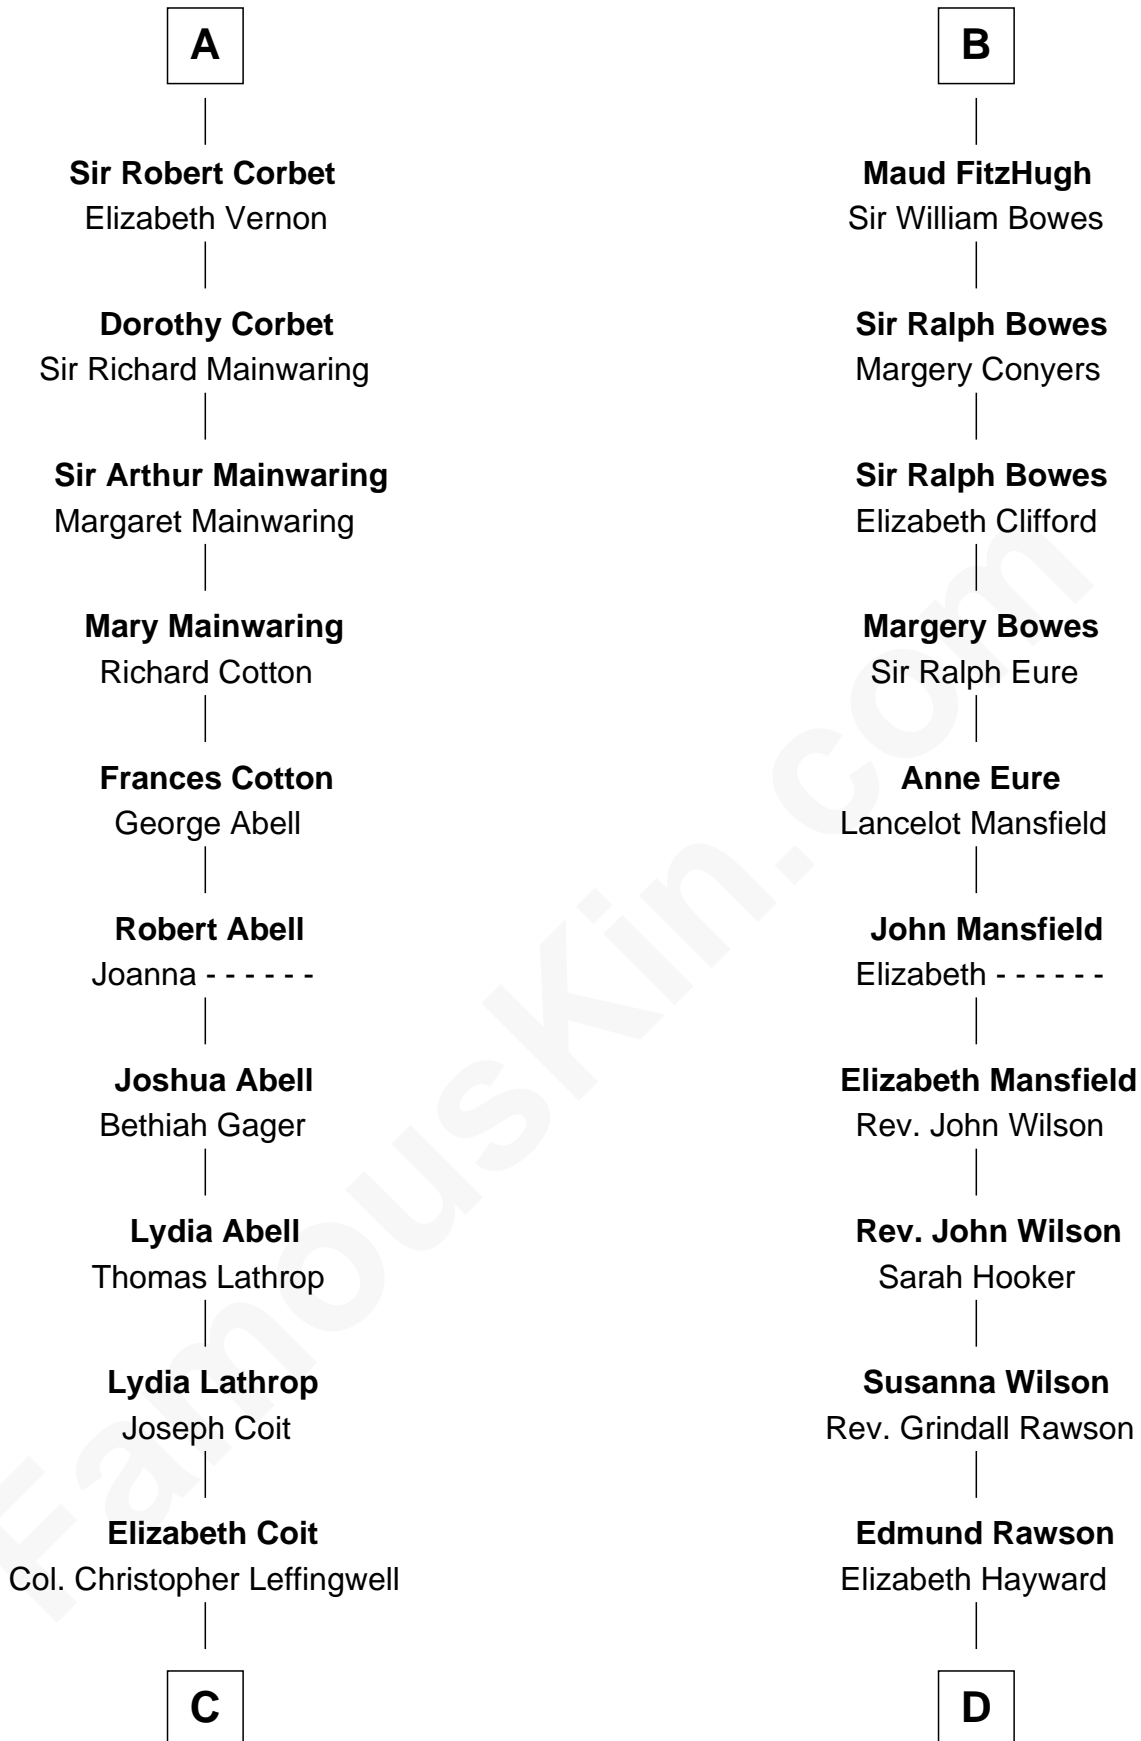 A
Sir Robert Corbet
Elizabeth Vernon
Dorothy Corbet
Sir Richard Mainwaring
Sir Arthur Mainwaring
Margaret Mainwaring
Mary Mainwaring
Richard Cotton
Frances Cotton
George Abell
Robert Abell
Joanna - - - - - -
Joshua Abell
Bethiah Gager
Lydia Abell
Thomas Lathrop
Lydia Lathrop
Joseph Coit
Elizabeth Coit
Col. Christopher Leffingwell
C
B
Maud FitzHugh
Sir William Bowes
Sir Ralph Bowes
Margery Conyers
Sir Ralph Bowes
Elizabeth Clifford
Margery Bowes
Sir Ralph Eure
Anne Eure
Lancelot Mansfield
John Mansfield
Elizabeth - - - - - -
Elizabeth Mansfield
Rev. John Wilson
Rev. John Wilson
Sarah Hooker
Susanna Wilson
Rev. Grindall Rawson
Edmund Rawson
Elizabeth Hayward
D
FamousKin.com